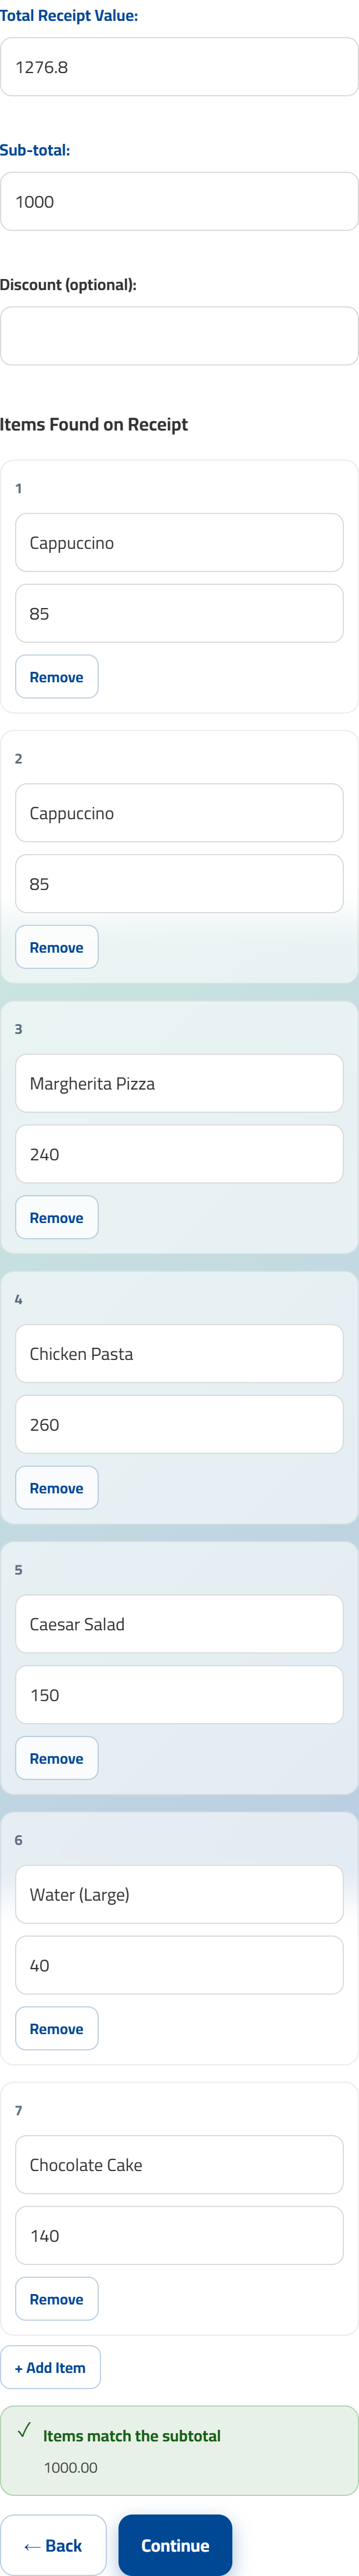 Total Receipt Value:
1276.8
Sub-total:
1000
Discount (optional):
Items Found on Receipt
1
Cappuccino
85
Remove
2
Cappuccino
85
Remove
3
Margherita Pizza
240
Remove
4
Chicken Pasta
260
Remove
5
Caesar Salad
150
Remove
6
Water (Large)
40
Remove
7
Chocolate Cake
140
Remove
+ Add Item
✓ Items match the subtotal
1000.00
← Back Continue